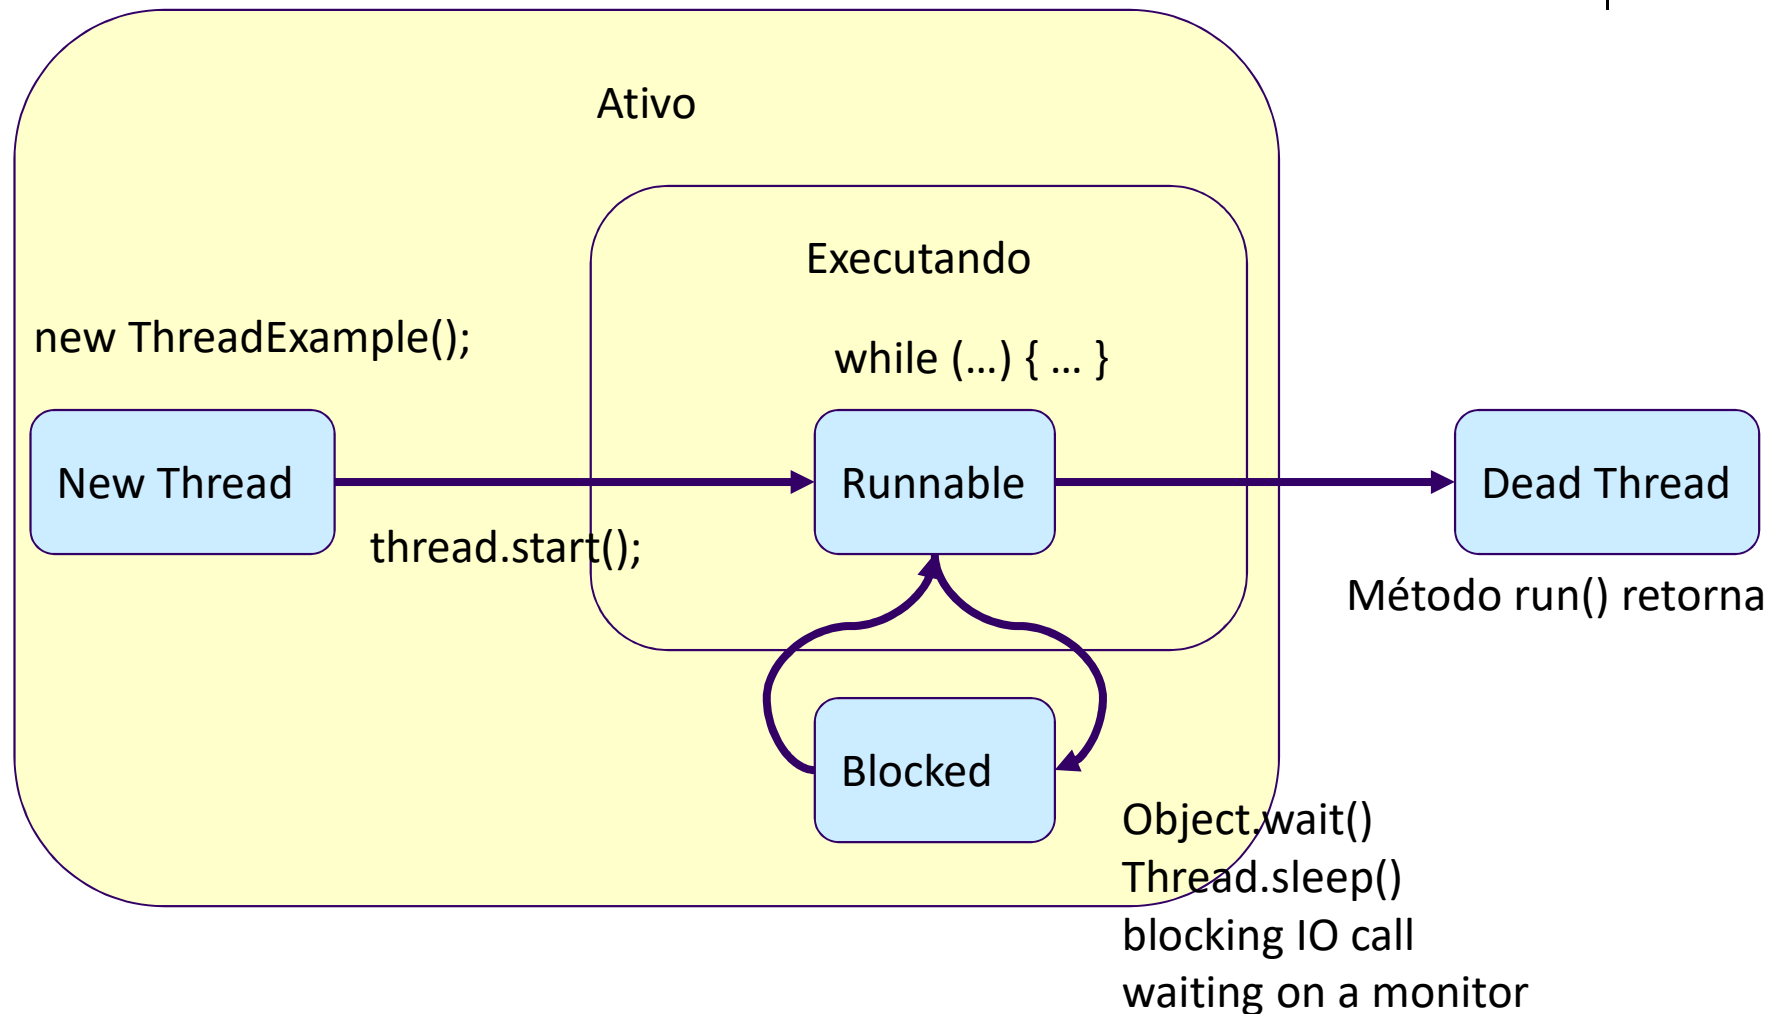 Ativo
Executando
new ThreadExample();
while (…) { … }
New Thread
Runnable
Dead Thread
thread.start();
Método run() retorna
Blocked
Object.wait()
Thread.sleep()
blocking IO call
waiting on a monitor